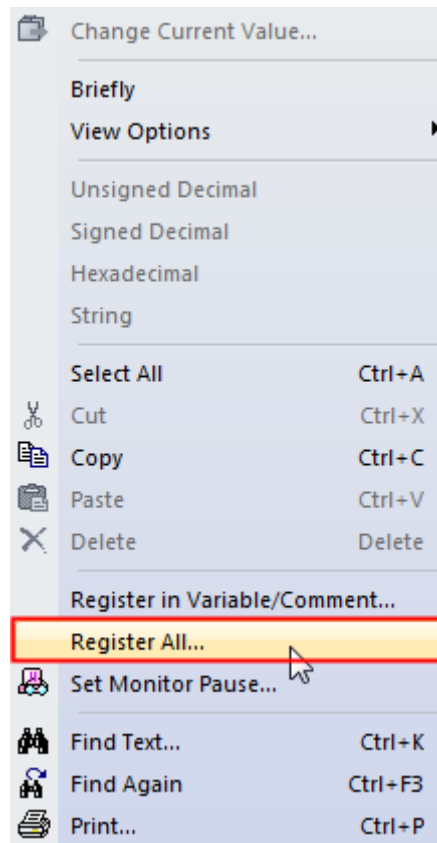 Change Current Value...
Briefly
View Options
Unsigned Decimal
Signed Decimal
Hexadecimal
String
Select All Ctrl+A
Cut Ctrl+X
Copy Ctrl+C
Paste Ctrl+V
Delete Delete
Register in Variable/Comment...
Register All...
Set Monitor Pause...
Find Text... Ctrl+K
Find Again Ctrl+F3
Print... Ctrl+P